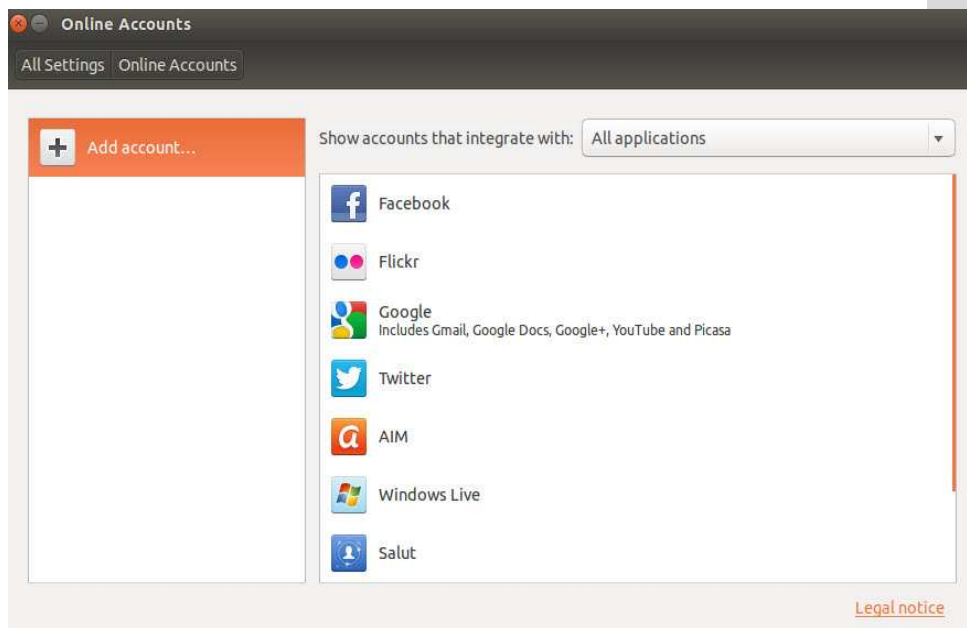 Online Accounts
All Settings Online Accounts
Add account...
Show accounts that integrate with: All applications
Facebook
Flickr
Google
Includes Gmail, Google Docs, Google+, YouTube and Picasa
Twitter
AIM
Windows Live
Salut
Legal notice